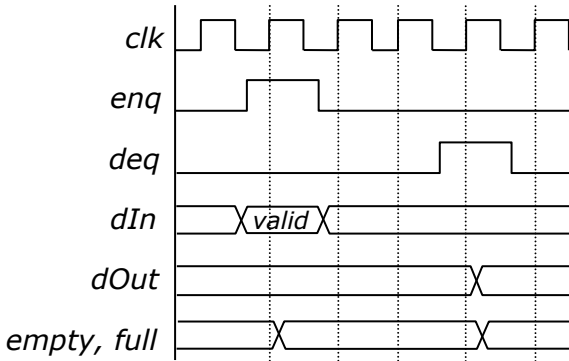 clk
enq
deq
dIn
valid
dOut
empty, full